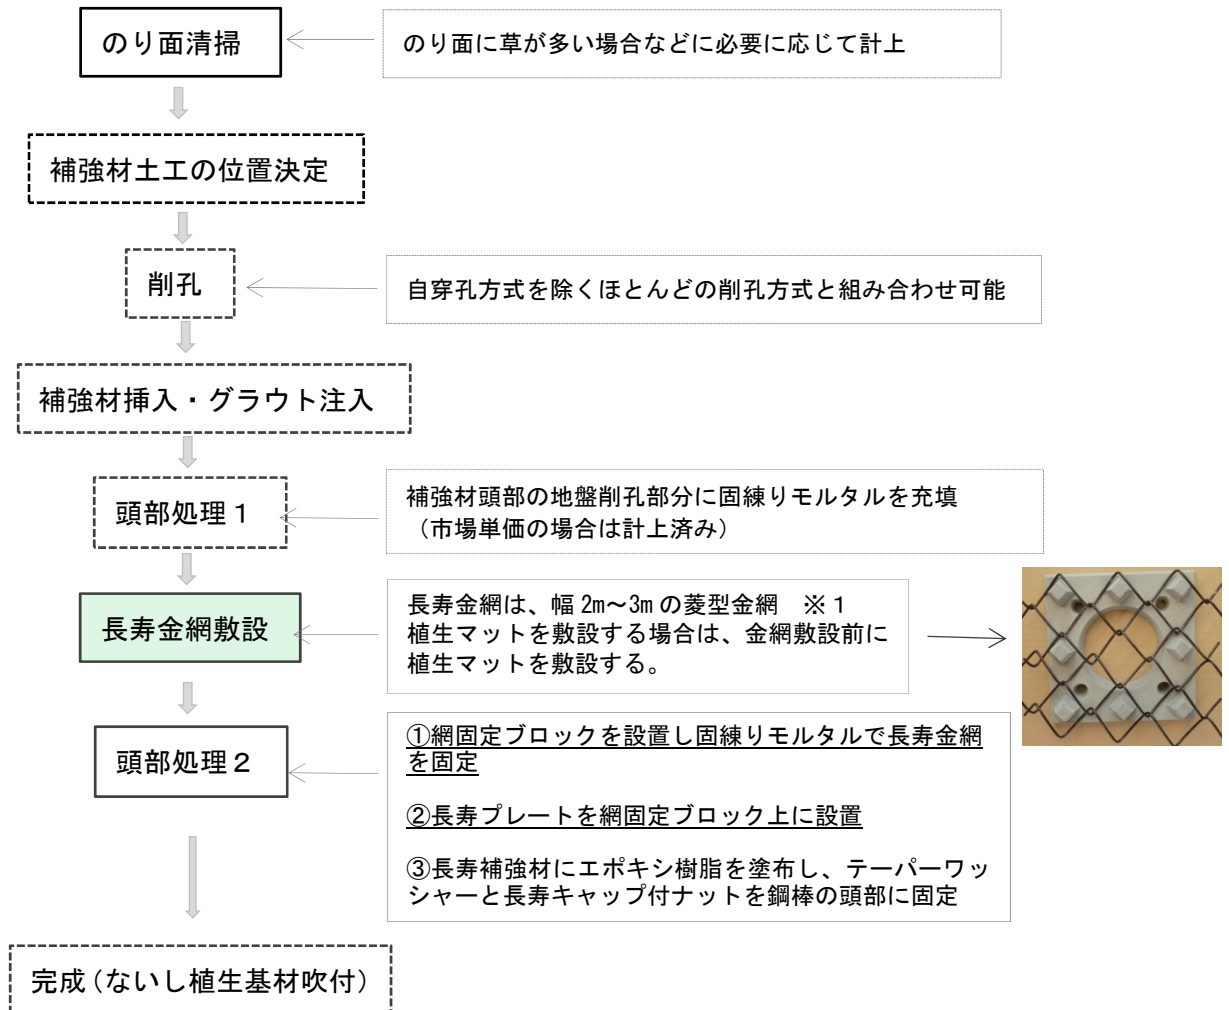 のり面清掃
のり面に草が多い場合などに必要に応じて計上
補強材土工の位置決定
削孔
自穿孔方式を除くほとんどの削孔方式と組み合わせ可能
補強材挿入・グラウト注入
頭部処理１
補強材頭部の地盤削孔部分に固練りモルタルを充填
（市場単価の場合は計上済み）
長寿金網敷設
長寿金網は、幅 2m～3m の菱型金網　※１
植生マットを敷設する場合は、金網敷設前に
植生マットを敷設する。
頭部処理２
①網固定ブロックを設置し固練りモルタルで長寿金網
を固定
②長寿プレートを網固定ブロック上に設置
③長寿補強材にエポキシ樹脂を塗布し、テーパーワッ
シャーと長寿キャップ付ナットを鋼棒の頭部に固定
完成（ないし植生基材吹付）